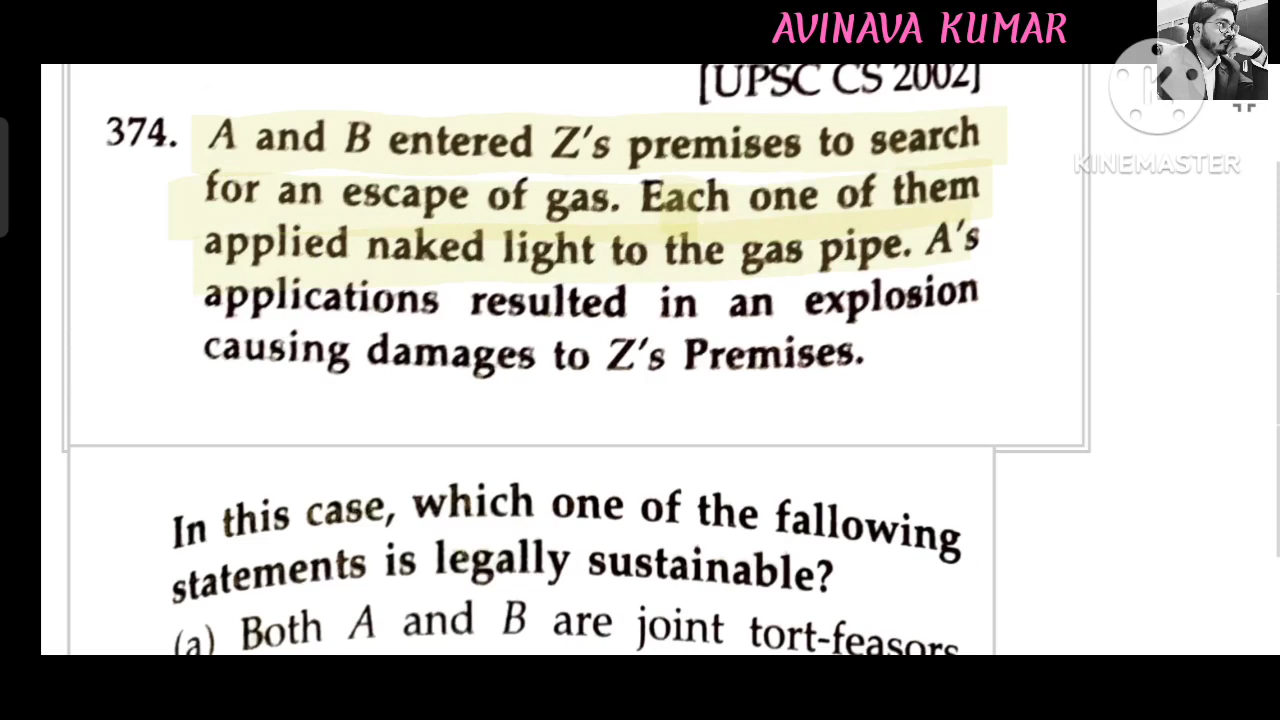 AVINAVA KUMAR
[UPSC CS 2002]
KINEMASTER
374. A and B entered Z's premises to search
for an escape of gas. Each one of them
applied naked light to the gas pipe. A's
applications resulted in an explosion
causing damages to Z's Premises.
In this case, which one of the fallowing
statements is legally sustainable?
(a) Both A and B are joint tort-feasors